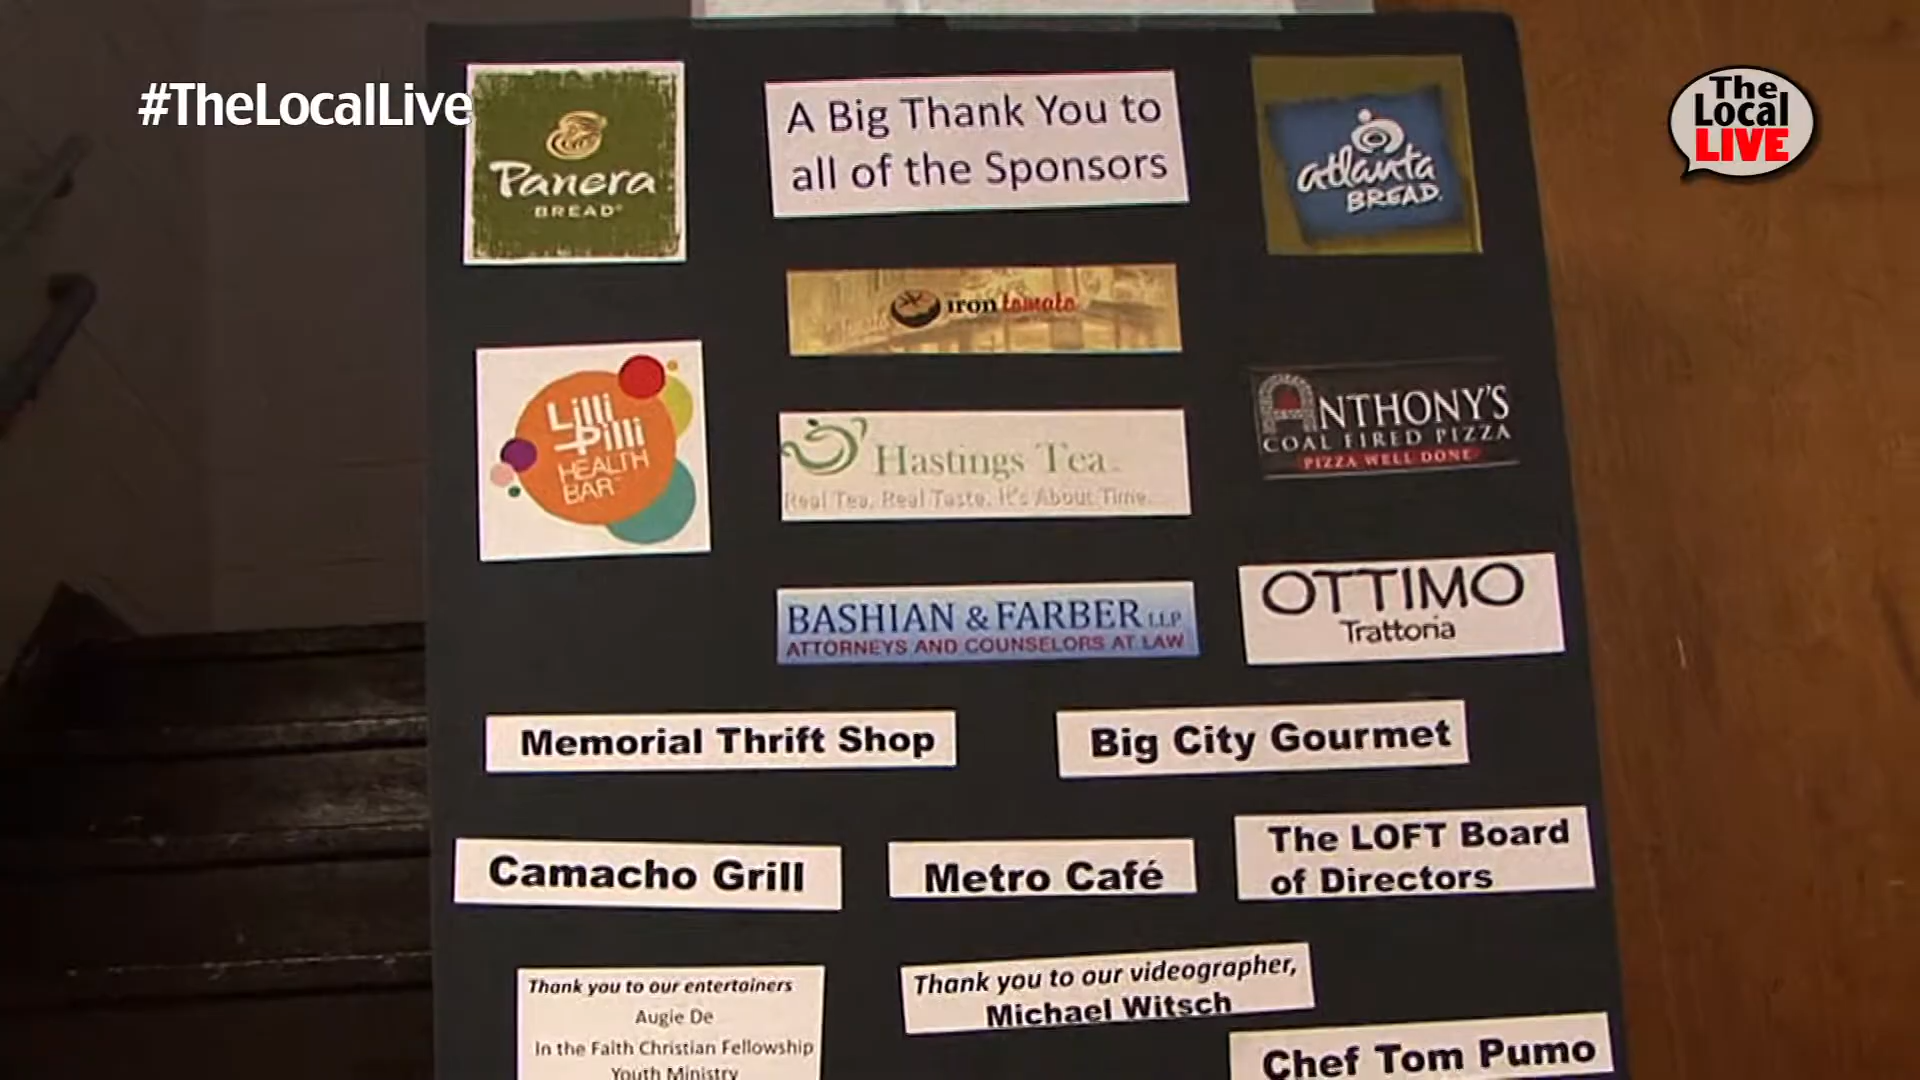 #TheLocalLive
The
Local
LIVE
Panera
BREAD®
A Big Thank You to
all of the Sponsors
atlanta
BREAD.
iron tomato
Lilli
Pilli
HEALTH
BAR
Hastings Tea
Real Tea. Real Taste. It's About Time.
ANTHONY'S
COAL FIRED PIZZA
PIZZA WELL DONE
BASHIAN & FARBER LLP
ATTORNEYS AND COUNSELORS AT LAW
OTTIMO
Trattoria
Memorial Thrift Shop
Big City Gourmet
Camacho Grill
Metro Café
The LOFT Board
of Directors
Thank you to our entertainers
Augie De
In the Faith Christian Fellowship
Youth Ministry
Thank you to our videographer,
Michael Witsch
Chef Tom Pumo